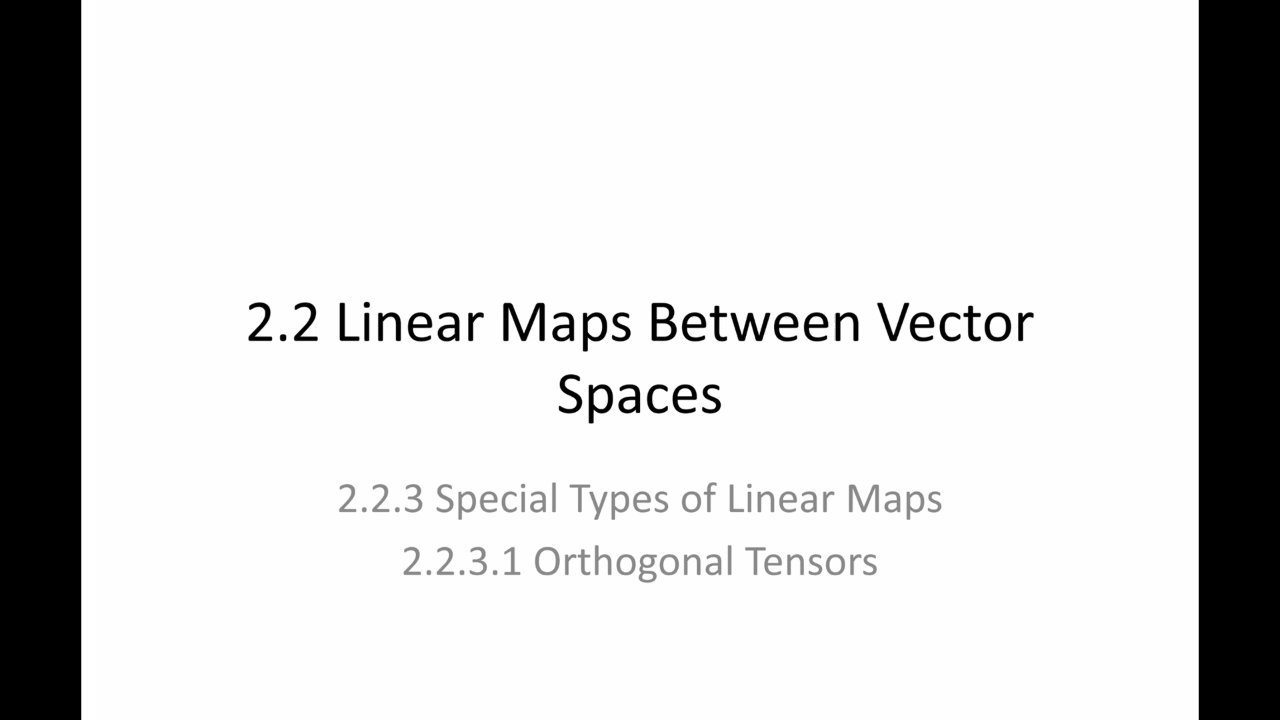 2.2 Linear Maps Between Vector
Spaces
2.2.3 Special Types of Linear Maps
2.2.3.1 Orthogonal Tensors